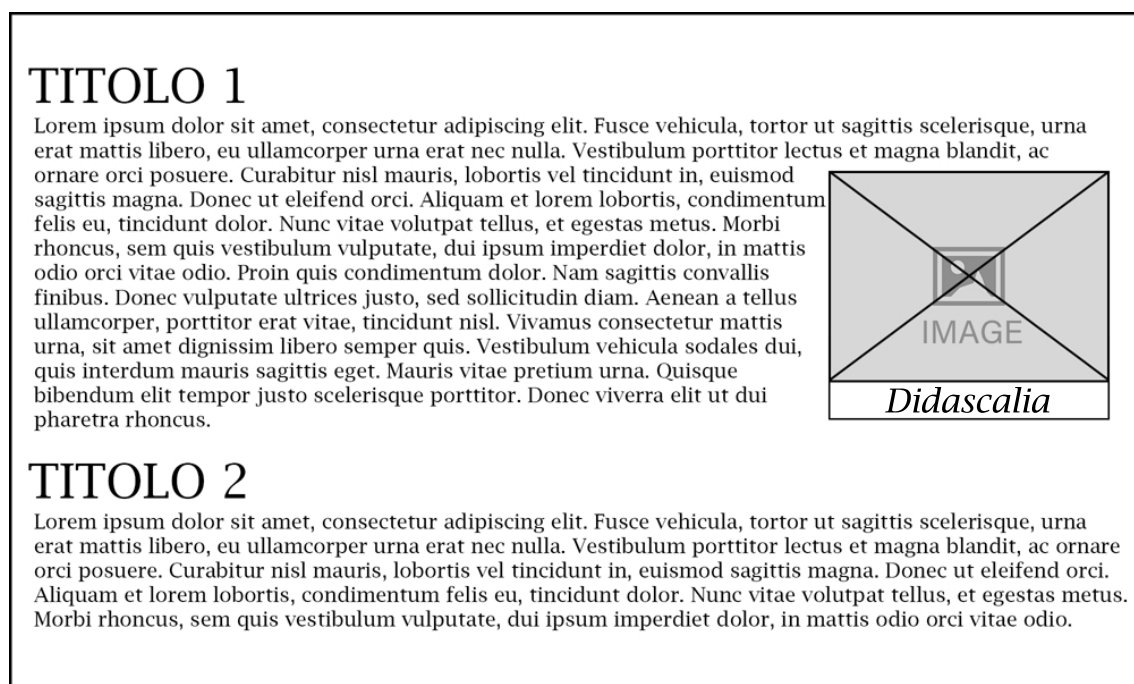 TITOLO 1
Lorem ipsum dolor sit amet, consectetur adipiscing elit. Fusce vehicula, tortor ut sagittis scelerisque, urna
erat mattis libero, eu ullamcorper urna erat nec nulla. Vestibulum porttitor lectus et magna blandit, ac
ornare orci posuere. Curabitur nisl mauris, lobortis vel tincidunt in, euismod
sagittis magna. Donec ut eleifend orci. Aliquam et lorem lobortis, condimentum
felis eu, tincidunt dolor. Nunc vitae volutpat tellus, et egestas metus. Morbi
rhoncus, sem quis vestibulum vulputate, dui ipsum imperdiet dolor, in mattis
odio orci vitae odio. Proin quis condimentum dolor. Nam sagittis convallis
finibus. Donec vulputate ultrices justo, sed sollicitudin diam. Aenean a tellus
ullamcorper, porttitor erat vitae, tincidunt nisl. Vivamus consectetur mattis
urna, sit amet dignissim libero semper quis. Vestibulum vehicula sodales dui,
quis interdum mauris sagittis eget. Mauris vitae pretium urna. Quisque
bibendum elit tempor justo scelerisque porttitor. Donec viverra elit ut dui
pharetra rhoncus.
IMAGE
Didascalia
TITOLO 2
Lorem ipsum dolor sit amet, consectetur adipiscing elit. Fusce vehicula, tortor ut sagittis scelerisque, urna
erat mattis libero, eu ullamcorper urna erat nec nulla. Vestibulum porttitor lectus et magna blandit, ac ornare
orci posuere. Curabitur nisl mauris, lobortis vel tincidunt in, euismod sagittis magna. Donec ut eleifend orci.
Aliquam et lorem lobortis, condimentum felis eu, tincidunt dolor. Nunc vitae volutpat tellus, et egestas metus.
Morbi rhoncus, sem quis vestibulum vulputate, dui ipsum imperdiet dolor, in mattis odio orci vitae odio.